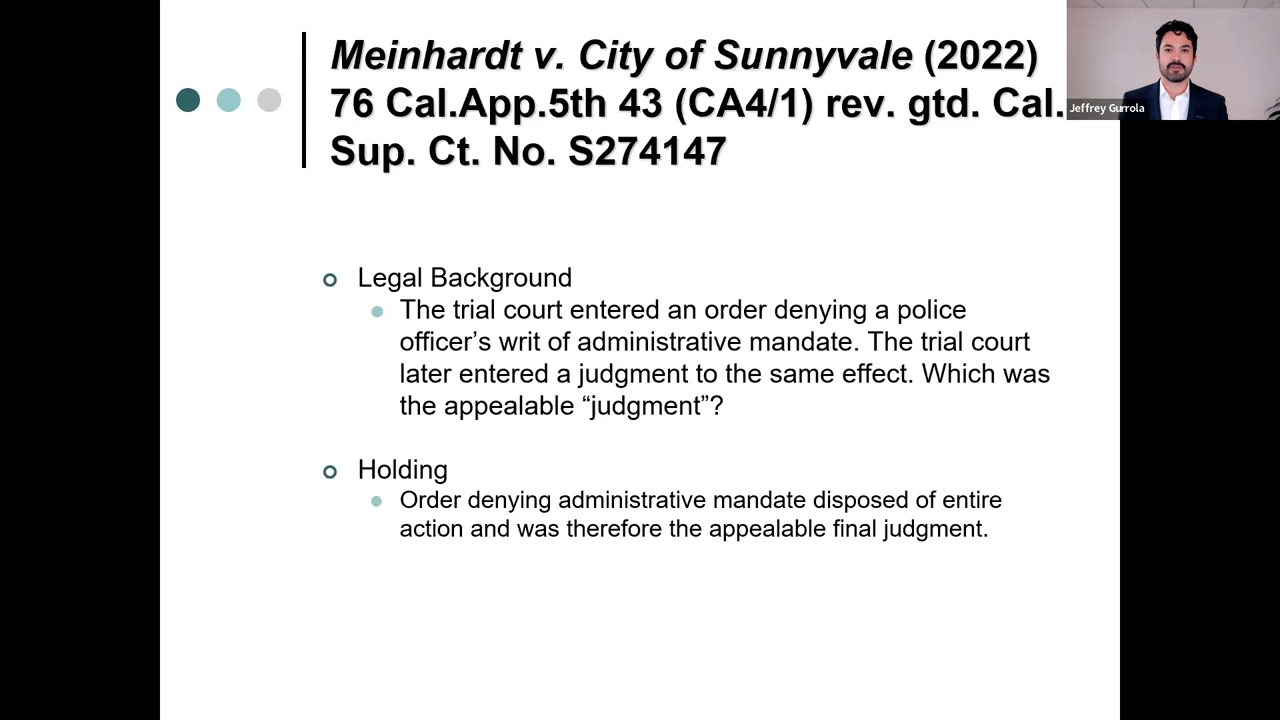 Meinhardt v. City of Sunnyvale (2022)
76 Cal.App.5th 43 (CA4/1) rev. gtd. Cal.
Sup. Ct. No. S274147
Jeffrey Gurrola
Legal Background
The trial court entered an order denying a police
officer’s writ of administrative mandate. The trial court
later entered a judgment to the same effect. Which was
the appealable “judgment”?
Holding
Order denying administrative mandate disposed of entire
action and was therefore the appealable final judgment.